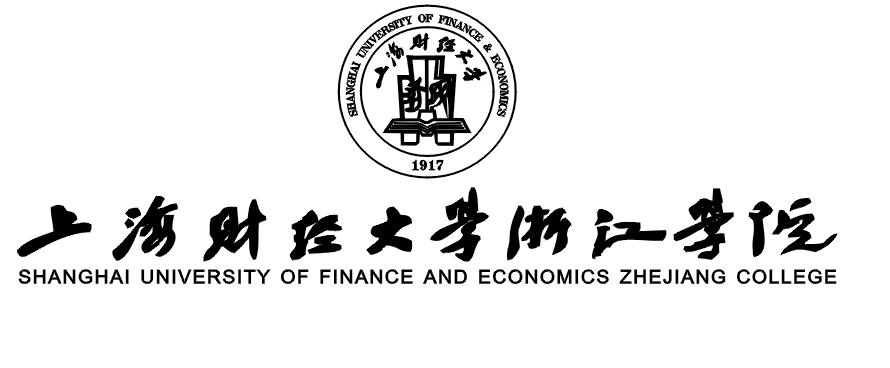 SHANGHAI UNIVERSITY OF FINANCE & ECONOMICS
上海财经大学
1917
上海财经大学浙江学院
SHANGHAI UNIVERSITY OF FINANCE AND ECONOMICS ZHEJIANG COLLEGE